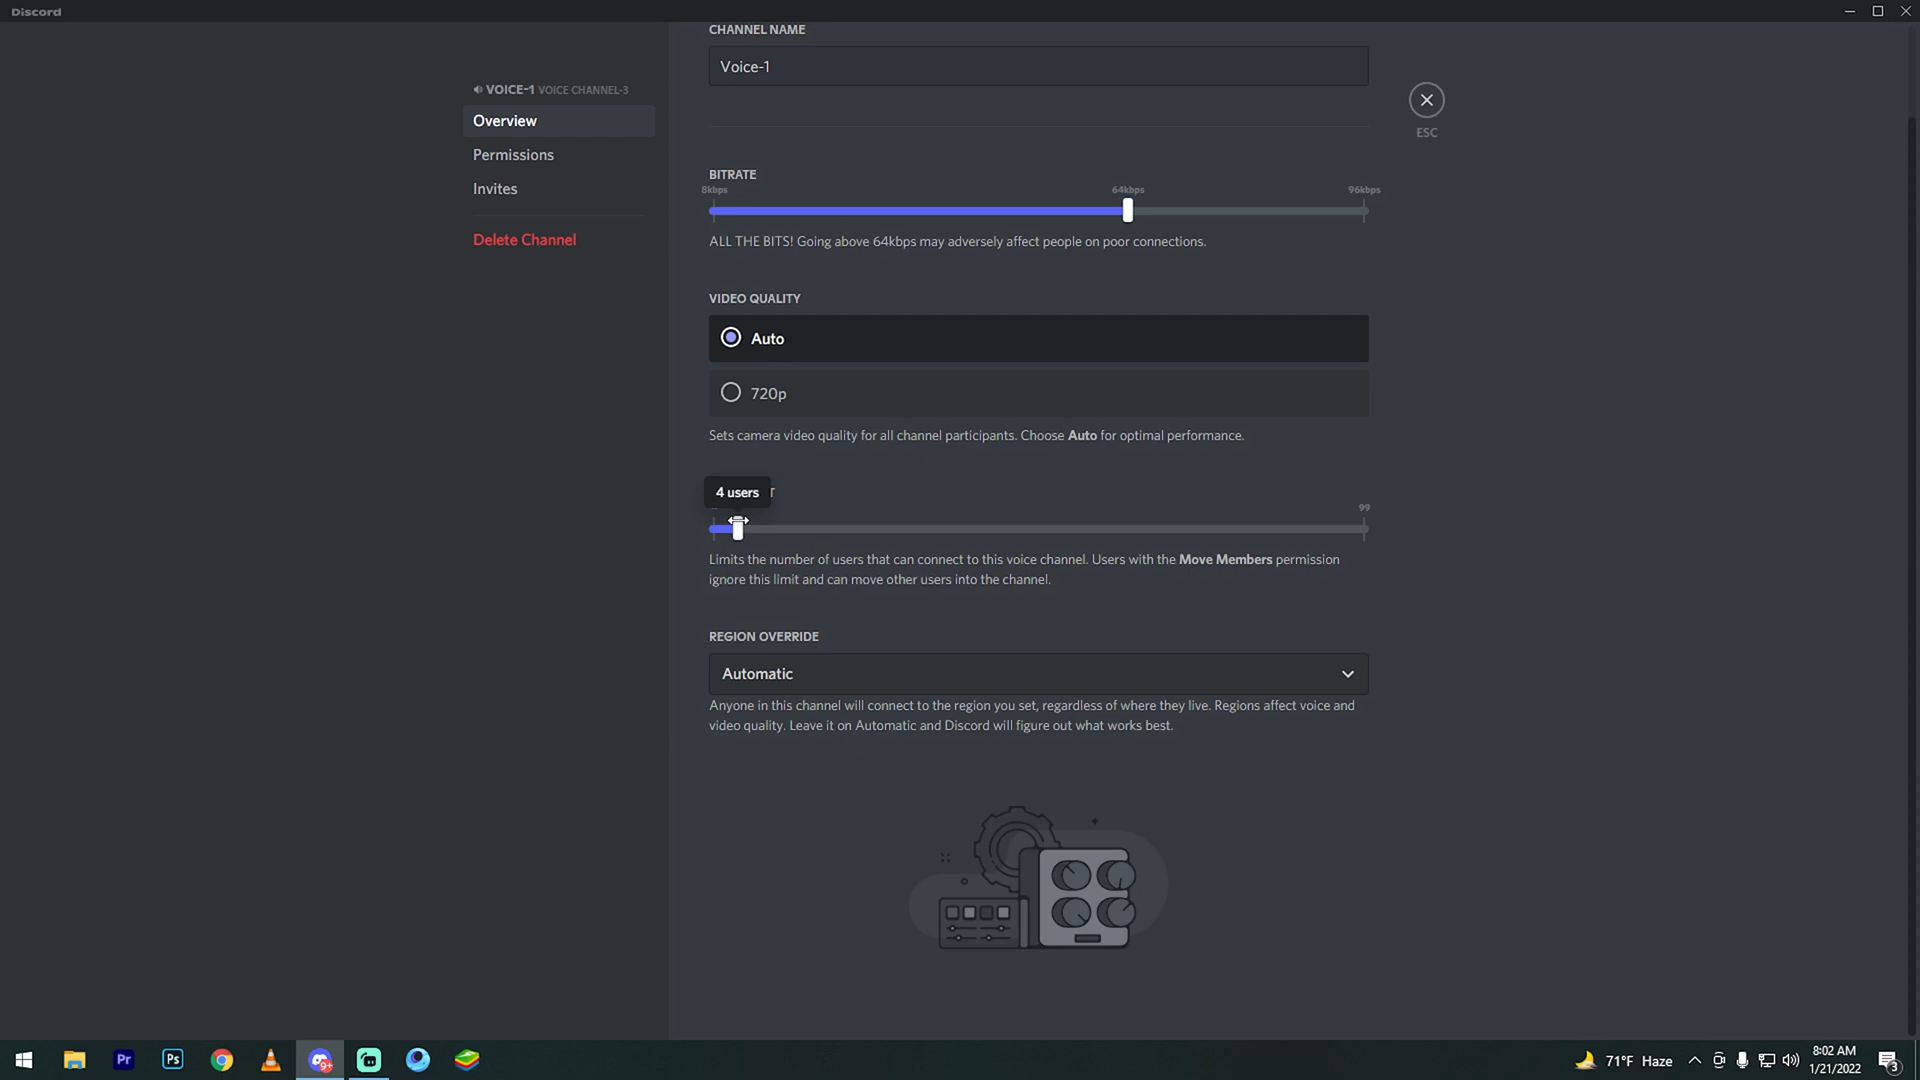 Discord
CHANNEL NAME
Voice-1
VOICE-1 VOICE CHANNEL-3
Overview
Permissions
Invites
Delete Channel
ESC
BITRATE
8kbps 64kbps 96kbps
ALL THE BITS! Going above 64kbps may adversely affect people on poor connections.
VIDEO QUALITY
Auto
720p
Sets camera video quality for all channel participants. Choose Auto for optimal performance.
4 users
99
Limits the number of users that can connect to this voice channel. Users with the Move Members permission
ignore this limit and can move other users into the channel.
REGION OVERRIDE
Automatic
Anyone in this channel will connect to the region you set, regardless of where they live. Regions affect voice and
video quality. Leave it on Automatic and Discord will figure out what works best.
Pr
Ps
9+
71°F Haze
8:02 AM
1/21/2022
3